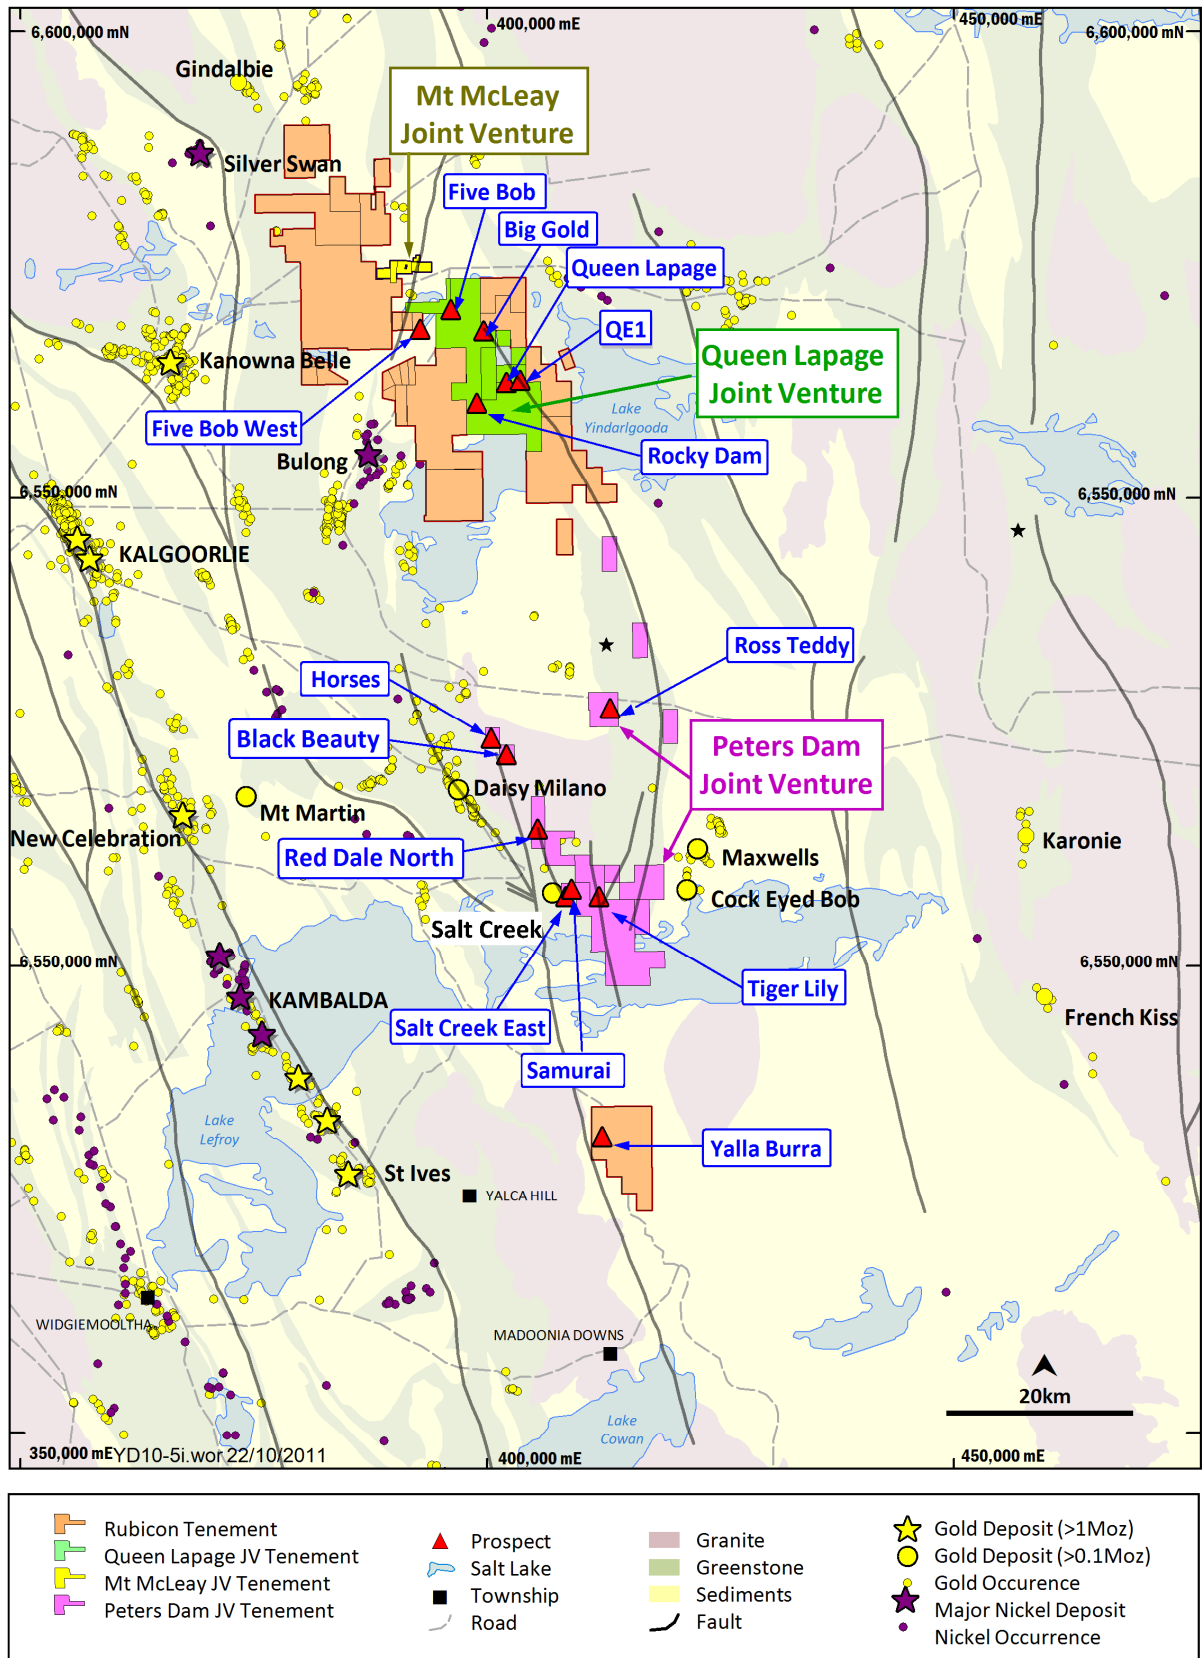 6,600,000 mN
400,000 mE
450,000 mE
6,600,000 mN
Gindalbie
Mt McLeay
Joint Venture
Silver Swan
Five Bob
Big Gold
Queen Lapage
QE1
Kanowna Belle
Queen Lapage
Joint Venture
Lake
Yindarlgooda
Five Bob West
Bulong
Rocky Dam
6,550,000 mN
6,550,000 mN
KALGOORLIE
Ross Teddy
Horses
Black Beauty
Peters Dam
Joint Venture
Daisy Milano
Mt Martin
New Celebration
Karonie
Red Dale North
Maxwells
Cock Eyed Bob
Salt Creek
6,550,000 mN
6,550,000 mN
Tiger Lily
KAMBALDA
French Kiss
Salt Creek East
Samurai
Lake
Lefroy
Yalla Burra
St Ives
YALCA HILL
WIDGIEMOOLTHA
MADOONIA DOWNS
20km
Lake
Cowan
350,000 mE
YD10-5i.wor 22/10/2011
400,000 mE
450,000 mE
Rubicon Tenement
Queen Lapage JV Tenement
Mt McLeay JV Tenement
Peters Dam JV Tenement
Prospect
Salt Lake
Township
Road
Granite
Greenstone
Sediments
Fault
Gold Deposit (>1Moz)
Gold Deposit (>0.1Moz)
Gold Occurence
Major Nickel Deposit
Nickel Occurrence